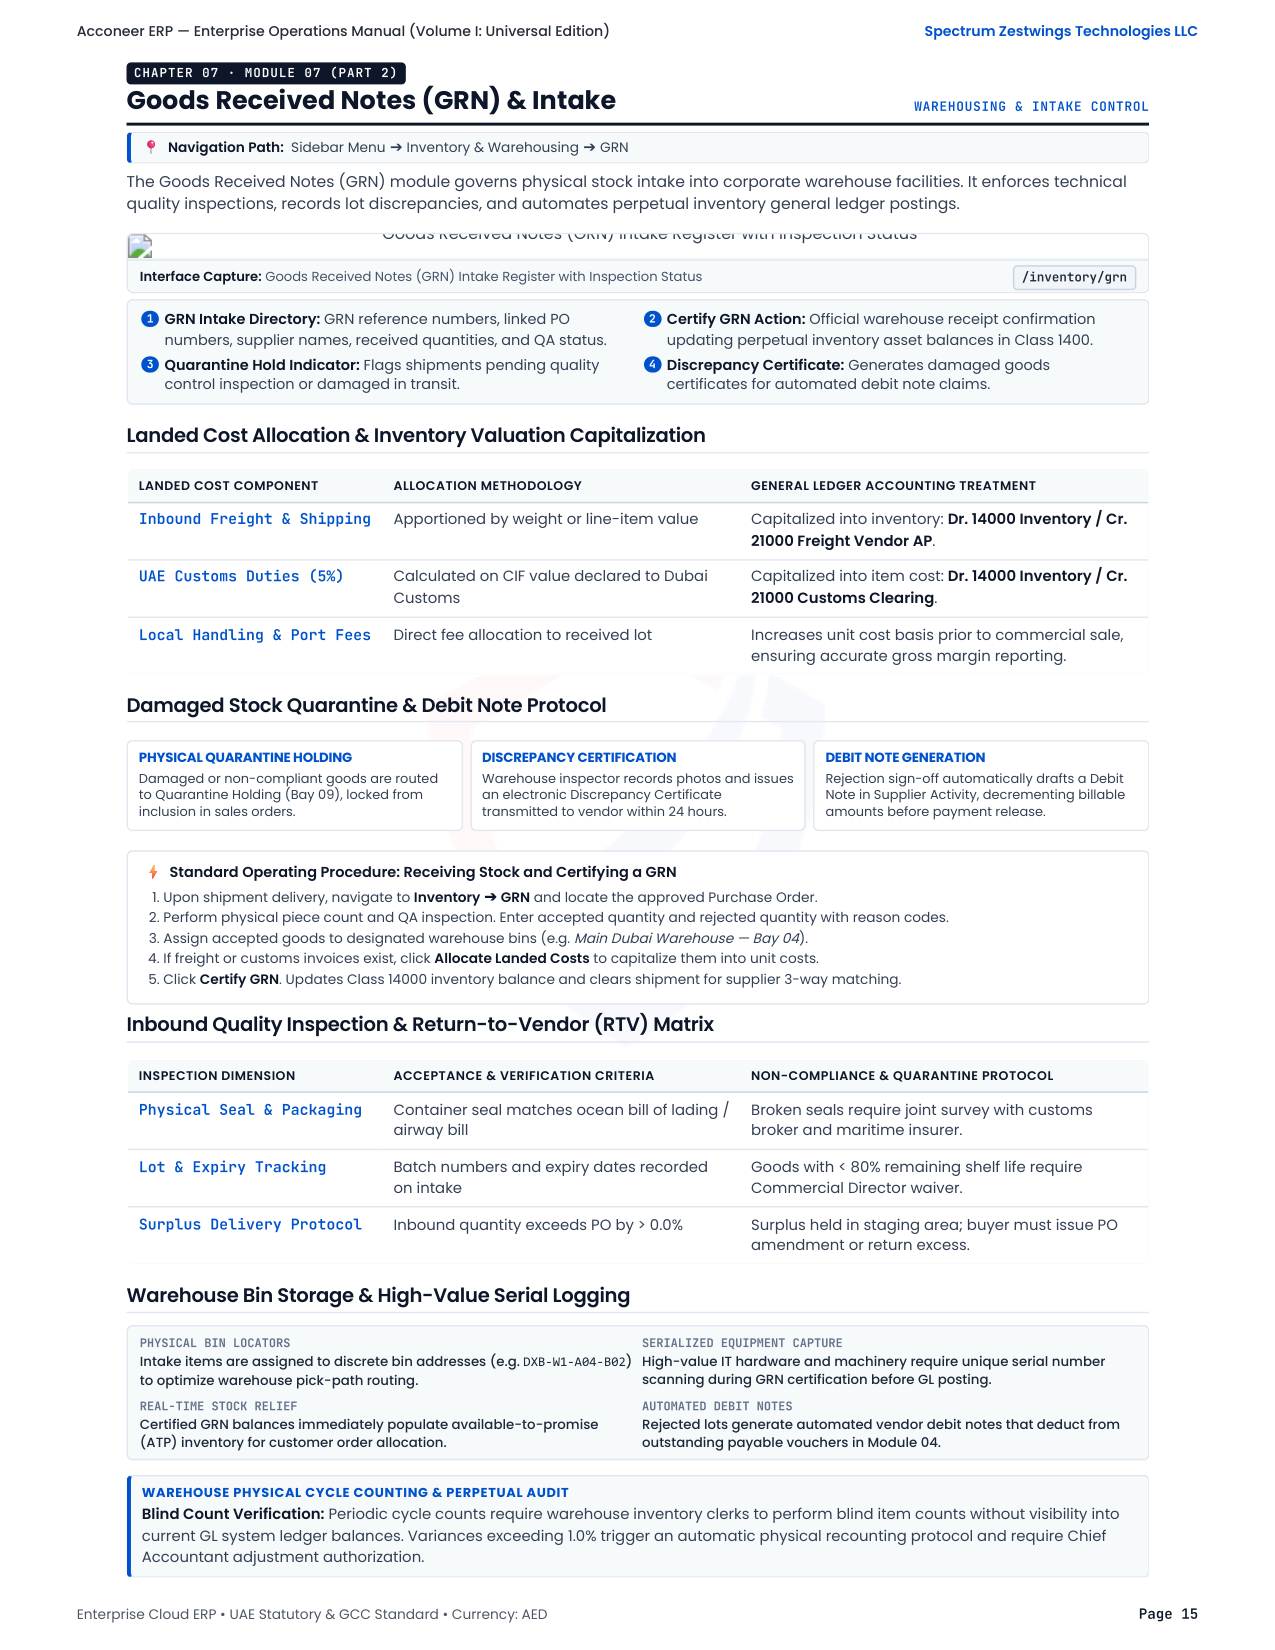 Acconeer ERP — Enterprise Operations Manual (Volume I: Universal Edition)
Spectrum Zestwings Technologies LLC
CHAPTER 07 · MODULE 07 (PART 2)
Goods Received Notes (GRN) & Intake
WAREHOUSING & INTAKE CONTROL
Navigation Path: Sidebar Menu ➔ Inventory & Warehousing ➔ GRN
The Goods Received Notes (GRN) module governs physical stock intake into corporate warehouse facilities. It enforces technical
quality inspections, records lot discrepancies, and automates perpetual inventory general ledger postings.
Goods Received Notes (GRN) Intake Register with Inspection Status
Interface Capture: Goods Received Notes (GRN) Intake Register with Inspection Status
/inventory/grn
1 GRN Intake Directory: GRN reference numbers, linked PO
numbers, supplier names, received quantities, and QA status.
2 Certify GRN Action: Official warehouse receipt confirmation
updating perpetual inventory asset balances in Class 1400.
3 Quarantine Hold Indicator: Flags shipments pending quality
control inspection or damaged in transit.
4 Discrepancy Certificate: Generates damaged goods
certificates for automated debit note claims.
Landed Cost Allocation & Inventory Valuation Capitalization
LANDED COST COMPONENT
ALLOCATION METHODOLOGY
GENERAL LEDGER ACCOUNTING TREATMENT
Inbound Freight & Shipping
Apportioned by weight or line-item value
Capitalized into inventory: Dr. 14000 Inventory / Cr.
21000 Freight Vendor AP.
UAE Customs Duties (5%)
Calculated on CIF value declared to Dubai
Customs
Capitalized into item cost: Dr. 14000 Inventory / Cr.
21000 Customs Clearing.
Local Handling & Port Fees
Direct fee allocation to received lot
Increases unit cost basis prior to commercial sale,
ensuring accurate gross margin reporting.
Damaged Stock Quarantine & Debit Note Protocol
PHYSICAL QUARANTINE HOLDING
Damaged or non-compliant goods are routed
to Quarantine Holding (Bay 09), locked from
inclusion in sales orders.
DISCREPANCY CERTIFICATION
Warehouse inspector records photos and issues
an electronic Discrepancy Certificate
transmitted to vendor within 24 hours.
DEBIT NOTE GENERATION
Rejection sign-off automatically drafts a Debit
Note in Supplier Activity, decrementing billable
amounts before payment release.
Standard Operating Procedure: Receiving Stock and Certifying a GRN
1. Upon shipment delivery, navigate to Inventory ➔ GRN and locate the approved Purchase Order.
2. Perform physical piece count and QA inspection. Enter accepted quantity and rejected quantity with reason codes.
3. Assign accepted goods to designated warehouse bins (e.g. Main Dubai Warehouse — Bay 04).
4. If freight or customs invoices exist, click Allocate Landed Costs to capitalize them into unit costs.
5. Click Certify GRN. Updates Class 14000 inventory balance and clears shipment for supplier 3-way matching.
Inbound Quality Inspection & Return-to-Vendor (RTV) Matrix
INSPECTION DIMENSION
ACCEPTANCE & VERIFICATION CRITERIA
NON-COMPLIANCE & QUARANTINE PROTOCOL
Physical Seal & Packaging
Container seal matches ocean bill of lading /
airway bill
Broken seals require joint survey with customs
broker and maritime insurer.
Lot & Expiry Tracking
Batch numbers and expiry dates recorded
on intake
Goods with < 80% remaining shelf life require
Commercial Director waiver.
Surplus Delivery Protocol
Inbound quantity exceeds PO by > 0.0%
Surplus held in staging area; buyer must issue PO
amendment or return excess.
Warehouse Bin Storage & High-Value Serial Logging
PHYSICAL BIN LOCATORS
Intake items are assigned to discrete bin addresses (e.g. DXB-W1-A04-B02)
to optimize warehouse pick-path routing.
SERIALIZED EQUIPMENT CAPTURE
High-value IT hardware and machinery require unique serial number
scanning during GRN certification before GL posting.
REAL-TIME STOCK RELIEF
Certified GRN balances immediately populate available-to-promise
(ATP) inventory for customer order allocation.
AUTOMATED DEBIT NOTES
Rejected lots generate automated vendor debit notes that deduct from
outstanding payable vouchers in Module 04.
WAREHOUSE PHYSICAL CYCLE COUNTING & PERPETUAL AUDIT
Blind Count Verification: Periodic cycle counts require warehouse inventory clerks to perform blind item counts without visibility into
current GL system ledger balances. Variances exceeding 1.0% trigger an automatic physical recounting protocol and require Chief
Accountant adjustment authorization.
Enterprise Cloud ERP • UAE Statutory & GCC Standard • Currency: AED
Page 15